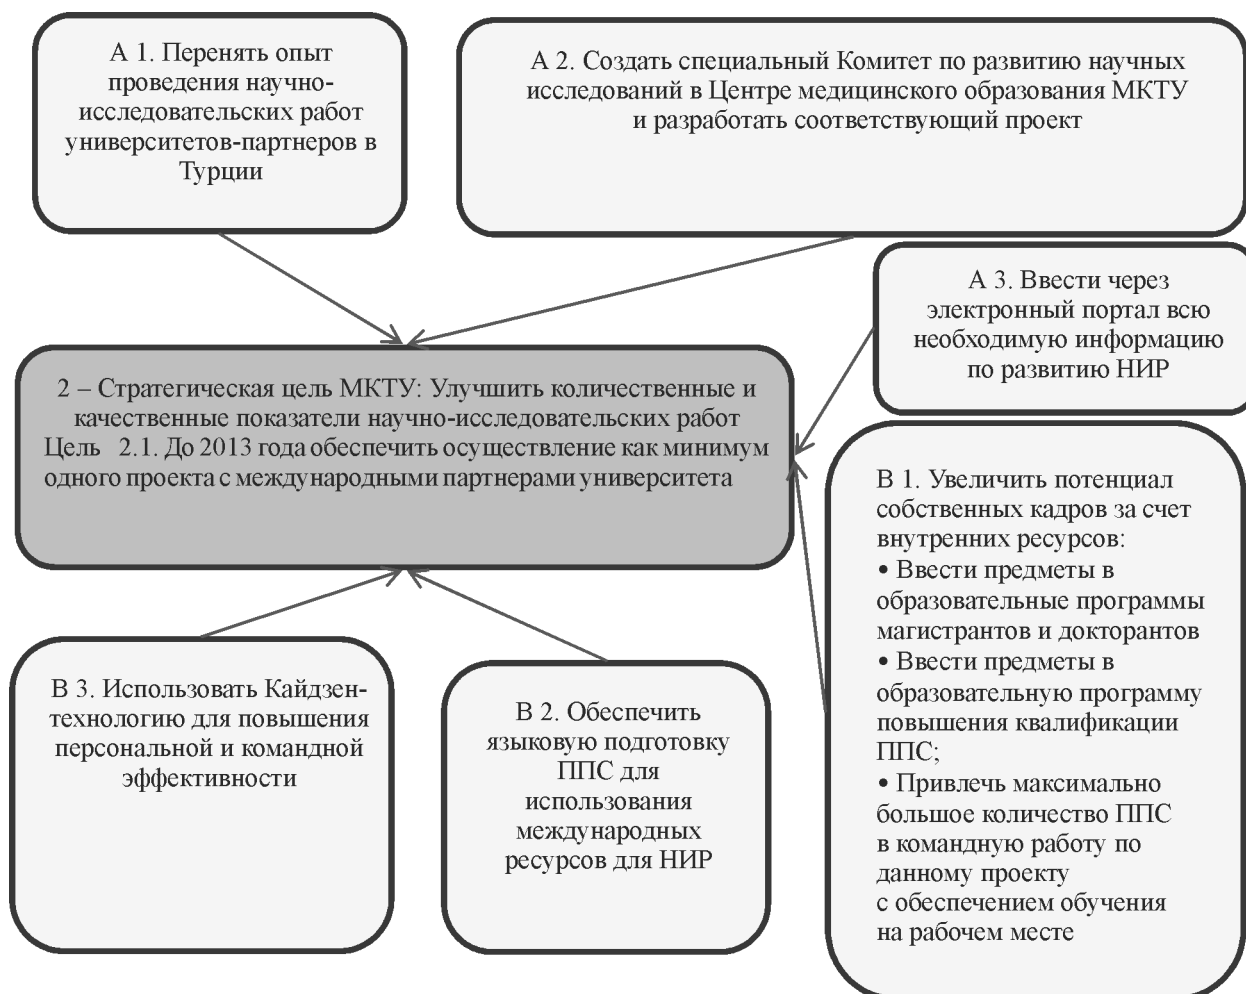 А 1. Перенять опыт
проведения научно-
исследовательских работ
университетов-партнеров в
Турции
А 2. Создать специальный Комитет по развитию научных
исследований в Центре медицинского образования МКТУ
и разработать соответствующий проект
А 3. Ввести через
электронный портал всю
необходимую информацию
по развитию НИР
2 – Стратегическая цель МКТУ: Улучшить количественные и
качественные показатели научно-исследовательских работ
Цель 2.1. До 2013 года обеспечить осуществление как минимум
одного проекта с международными партнерами университета
В 1. Увеличить потенциал
собственных кадров за счет
внутренних ресурсов:
• Ввести предметы в
образовательные программы
магистрантов и докторантов
• Ввести предметы в
образовательную программу
повышения квалификации
ППС;
• Привлечь максимально
большое количество ППС
в командную работу по
данному проекту
с обеспечением обучения
на рабочем месте
В 3. Использовать Кайдзен-
технологию для повышения
персональной и командной
эффективности
В 2. Обеспечить
языковую подготовку
ППС для
использования
международных
ресурсов для НИР